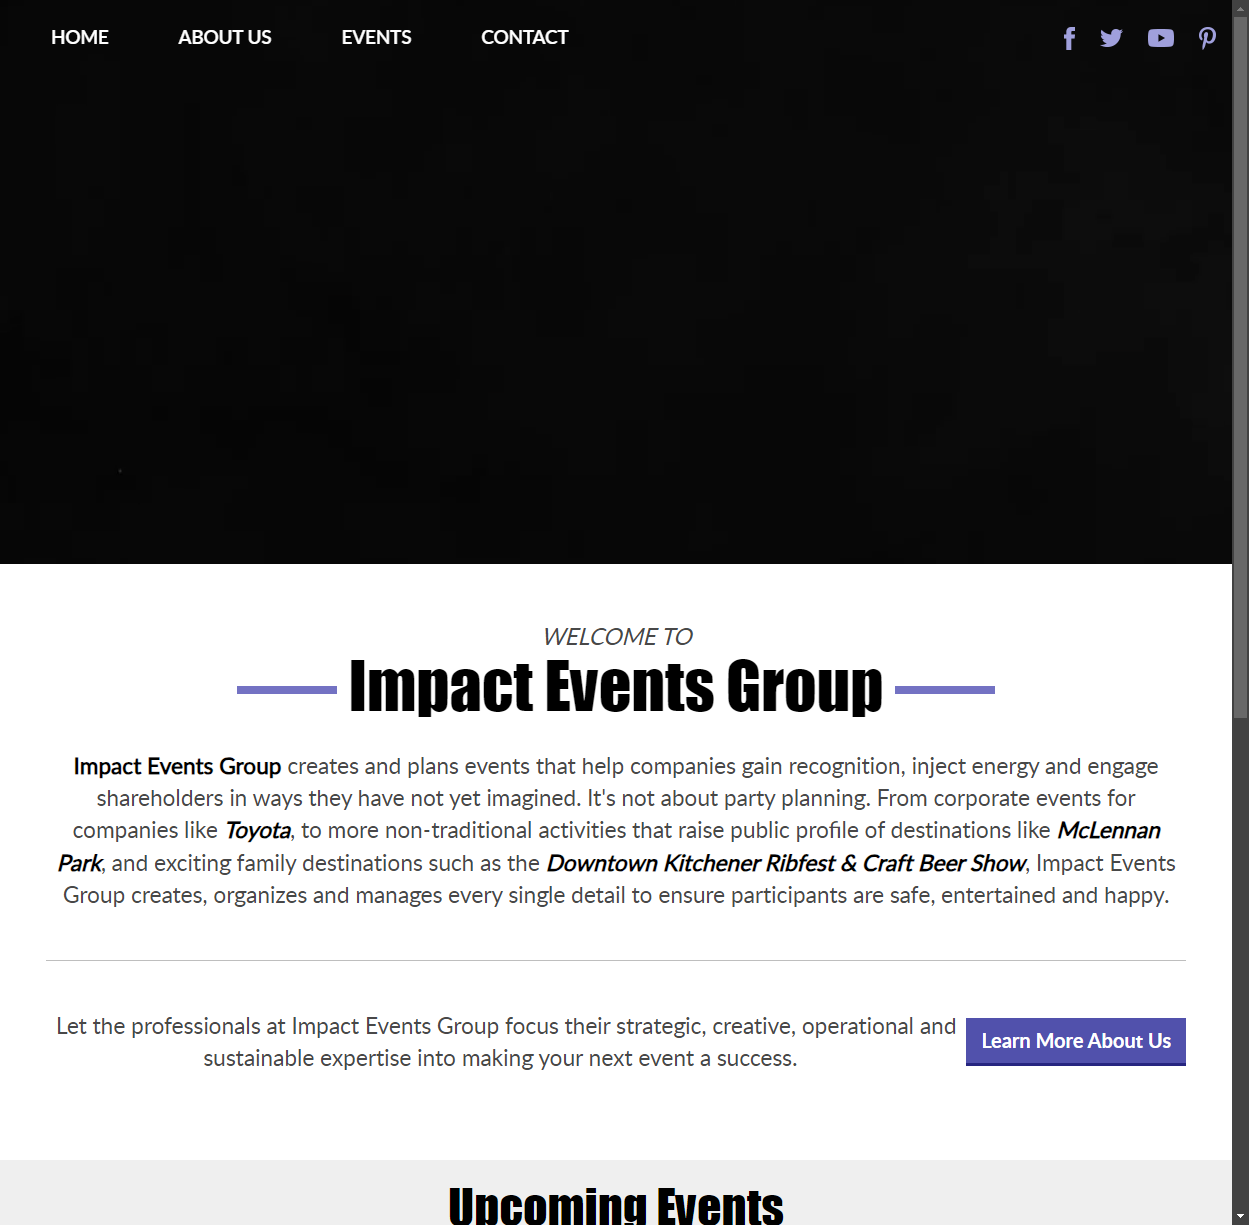 HOME ABOUT US EVENTS CONTACT
WELCOME TO
Impact Events Group
Impact Events Group creates and plans events that help companies gain recognition, inject energy and engage
shareholders in ways they have not yet imagined. It's not about party planning. From corporate events for
companies like Toyota, to more non-traditional activities that raise public profile of destinations like McLennan
Park, and exciting family destinations such as the Downtown Kitchener Ribfest & Craft Beer Show, Impact Events
Group creates, organizes and manages every single detail to ensure participants are safe, entertained and happy.
Let the professionals at Impact Events Group focus their strategic, creative, operational and
sustainable expertise into making your next event a success.
Learn More About Us
Upcoming Events